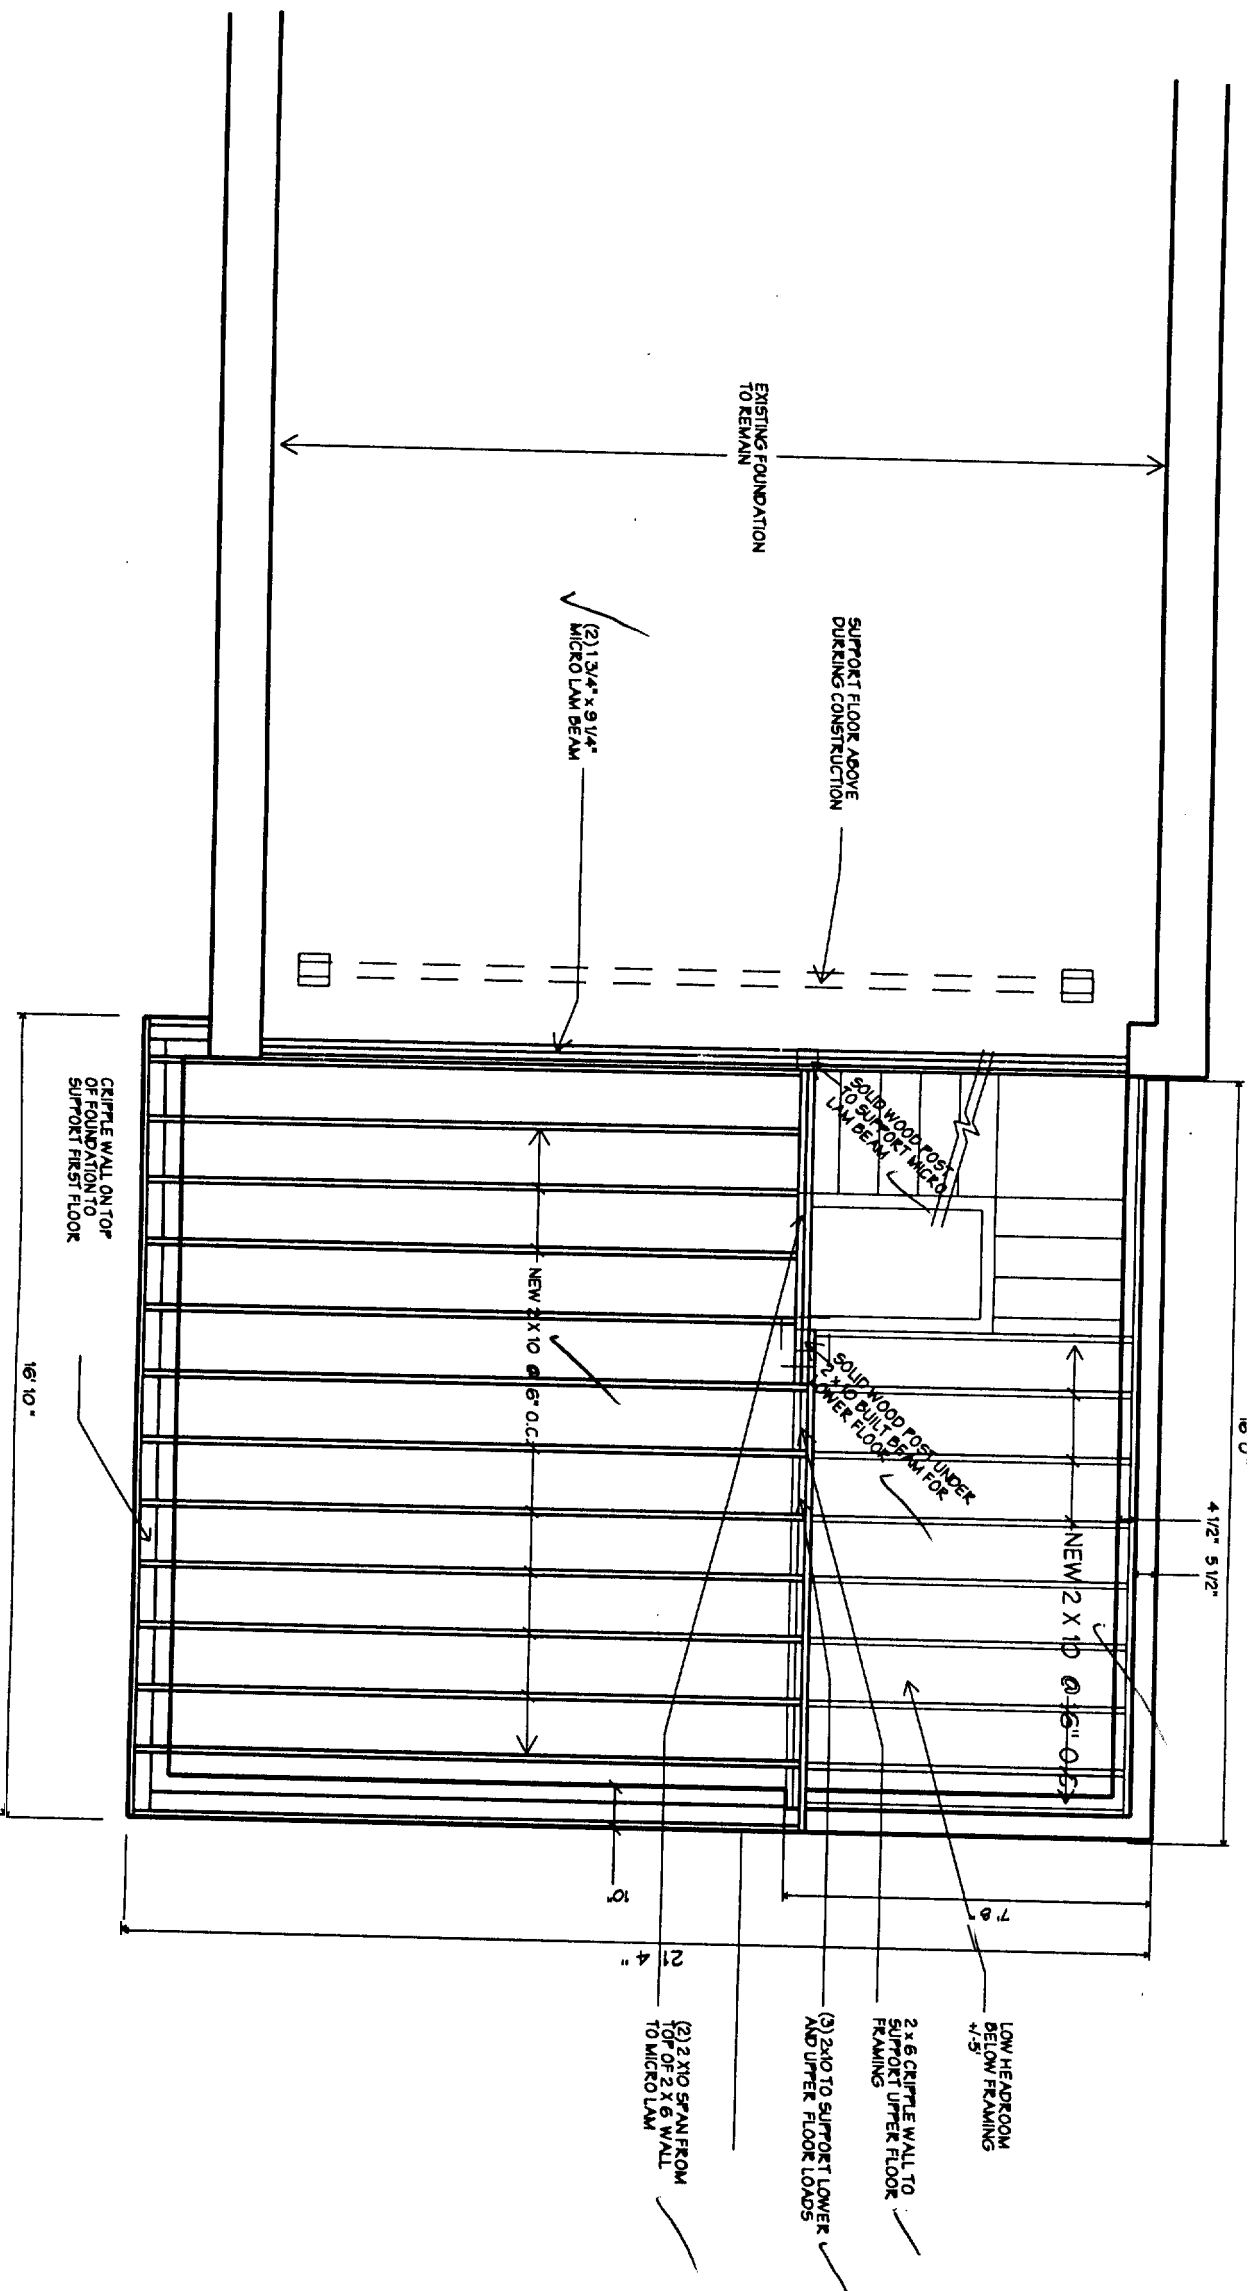 EXISTING FOUNDATION
TO REMAIN
SUPPORT FLOOR ABOVE
DURRING CONSTRUCTION
(2) 1 3/4" x 9 1/4"
MICRO LAM BEAM
SOLID WOOD POST
TO SUPPORT MICRO
LAM BEAM
SOLID WOOD POST UNDER
2 X 10 BUILT BEAM FOR
LOWER FLOOR
NEW 2 X 10 @ 16" O.C.
4 1/2" 5 1/2"
NEW 2 X 10 @ 6" O.C.
CRIPPLE WALL ON TOP
OF FOUNDATION TO
SUPPORT FIRST FLOOR
16' 10"
10"
7' 8"
21' 4"
LOW HEADROOM
BELOW FRAMING
+/-5'
2 x 6 CRIPPLE WALL TO
SUPPORT UPPER FLOOR
FRAMING
(3) 2x10 TO SUPPORT LOWER
AND UPPER FLOOR LOADS
(2) 2 X10 SPAN FROM
TOP OF 2 X 6 WALL
TO MICRO LAM